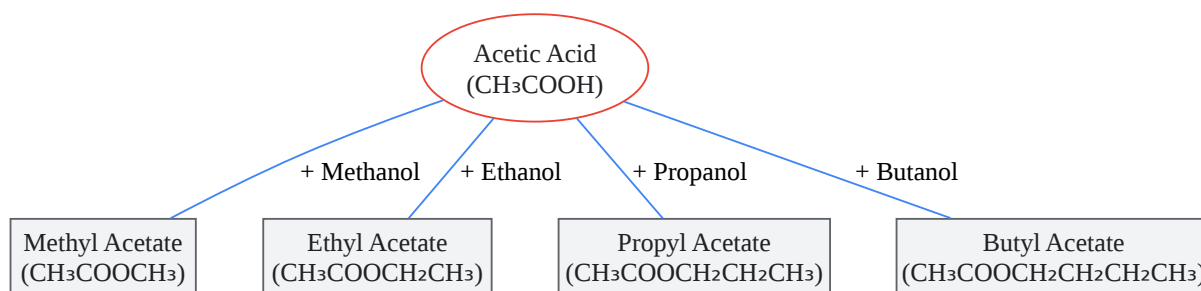 Acetic Acid
(CH₃COOH)
+ Methanol
+ Ethanol
+ Propanol
+ Butanol
Methyl Acetate
(CH₃COOCH₃)
Ethyl Acetate
(CH₃COOCH₂CH₃)
Propyl Acetate
(CH₃COOCH₂CH₂CH₃)
Butyl Acetate
(CH₃COOCH₂CH₂CH₂CH₃)